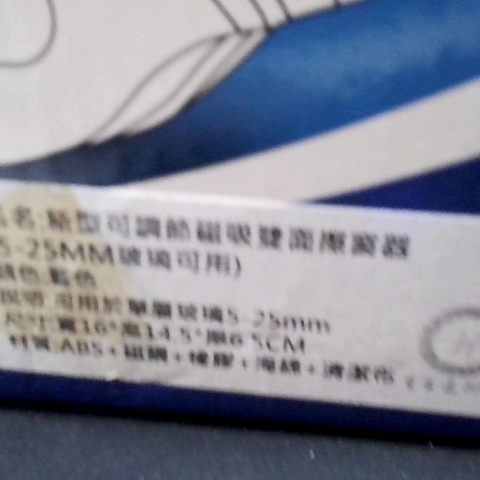 品名:新型可調節磁吸雙面擦窗器
5-25MM玻璃可用)
顏色:藍色
說明:可用於單層玻璃5-25mm
尺寸:寬16*高14.5*厚6.5CM
材質:ABS+磁鋼+橡膠+海綿+清潔布